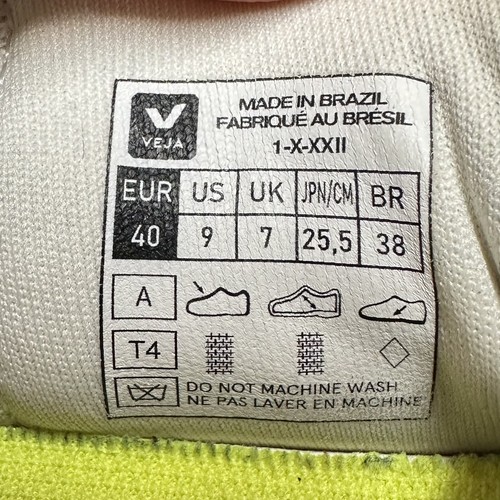 VEJA
MADE IN BRAZIL
FABRIQUÉ AU BRÉSIL
1-X-XXII
EUR US UK JPN/CM BR
40 9 7 25,5 38
A
T4
DO NOT MACHINE WASH
NE PAS LAVER EN MACHINE